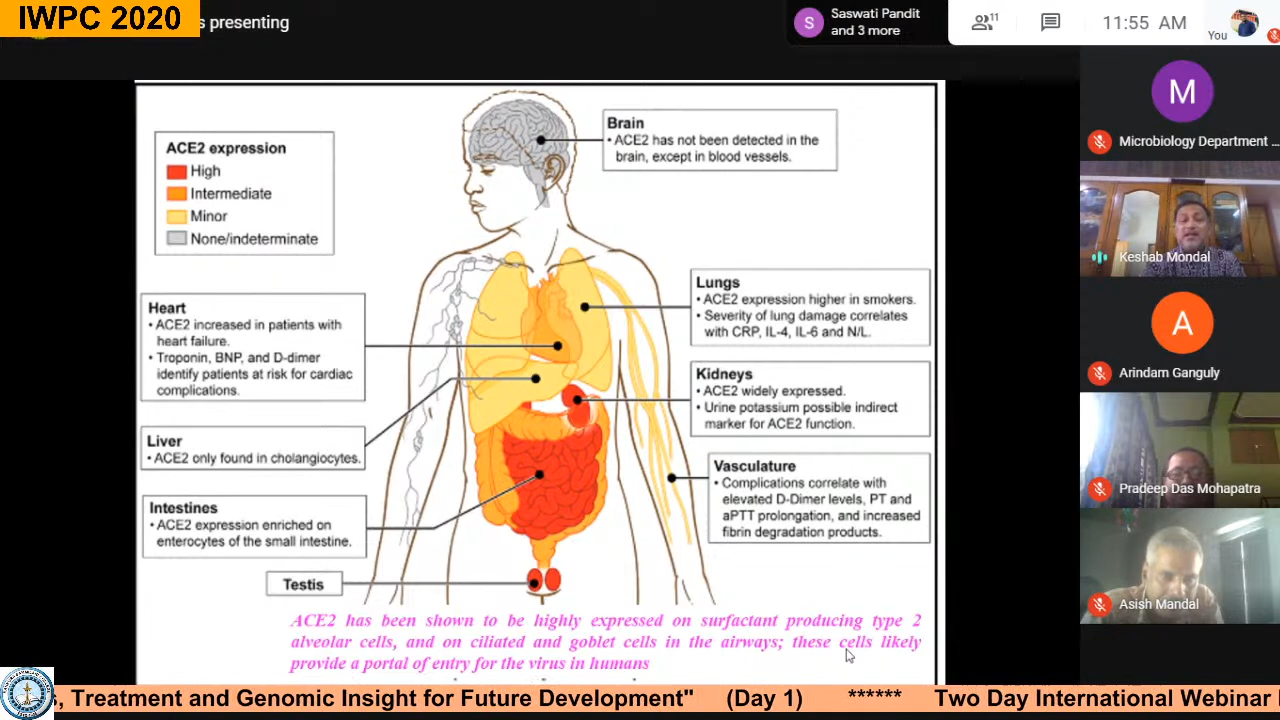 IWPC 2020
s presenting
S
Saswati Pandit
and 3 more
11
11:55 AM
You
ACE2 expression
High
Intermediate
Minor
None/indeterminate
Brain
• ACE2 has not been detected in the
brain, except in blood vessels.
Heart
• ACE2 increased in patients with
heart failure.
• Troponin, BNP, and D-dimer
identify patients at risk for cardiac
complications.
Lungs
• ACE2 expression higher in smokers.
• Severity of lung damage correlates
with CRP, IL-4, IL-6 and N/L.
Kidneys
• ACE2 widely expressed.
• Urine potassium possible indirect
marker for ACE2 function.
Liver
• ACE2 only found in cholangiocytes.
Vasculature
• Complications correlate with
elevated D-Dimer levels, PT and
aPTT prolongation, and increased
fibrin degradation products.
Intestines
• ACE2 expression enriched on
enterocytes of the small intestine.
Testis
ACE2 has been shown to be highly expressed on surfactant producing type 2
alveolar cells, and on ciliated and goblet cells in the airways; these cells likely
provide a portal of entry for the virus in humans
M
Microbiology Department ...
Keshab Mondal
A
Arindam Ganguly
Pradeep Das Mohapatra
Asish Mandal
s, Treatment and Genomic Insight for Future Development" (Day 1) ****** Two Day International Webinar